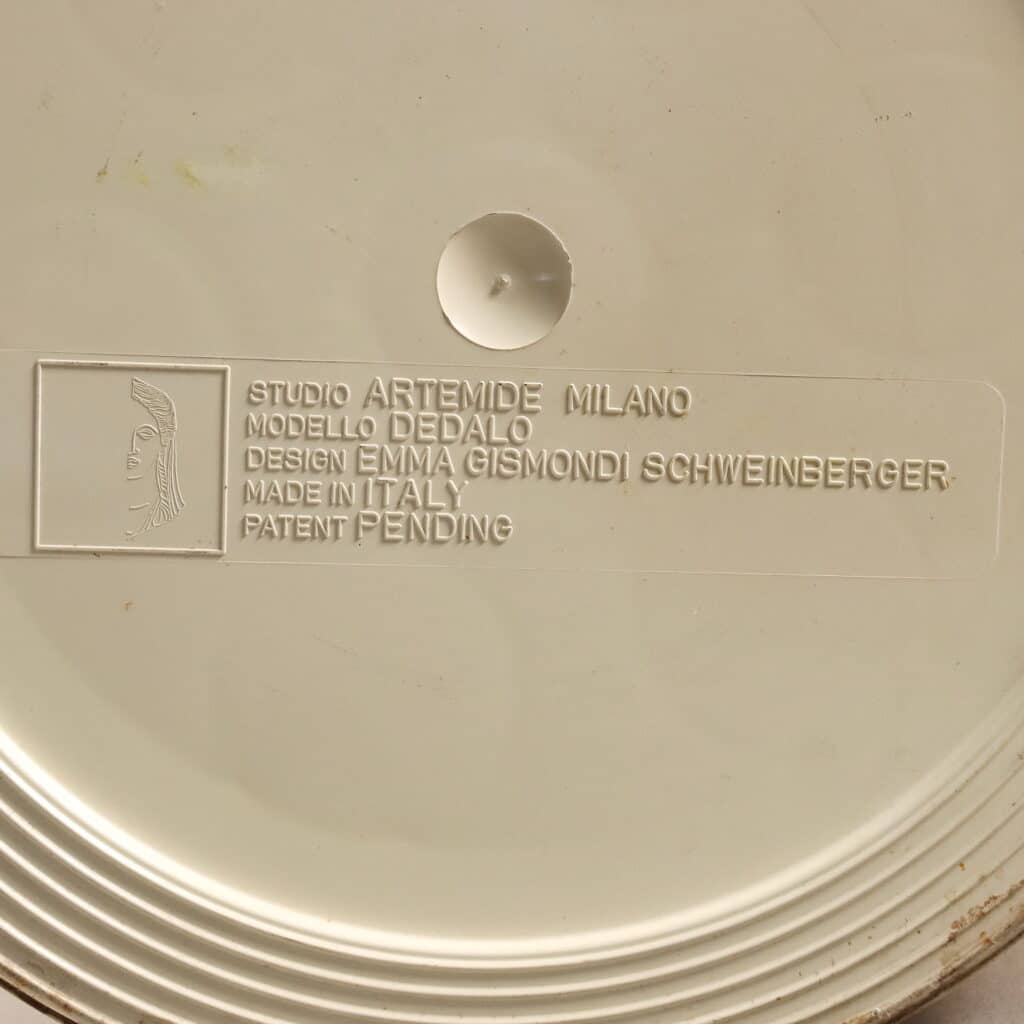 STUDIO ARTEMIDE MILANO
MODELLO DEDALO
DESIGN EMMA GISMONDI SCHWEINBERGER
MADE IN ITALY
PATENT PENDING